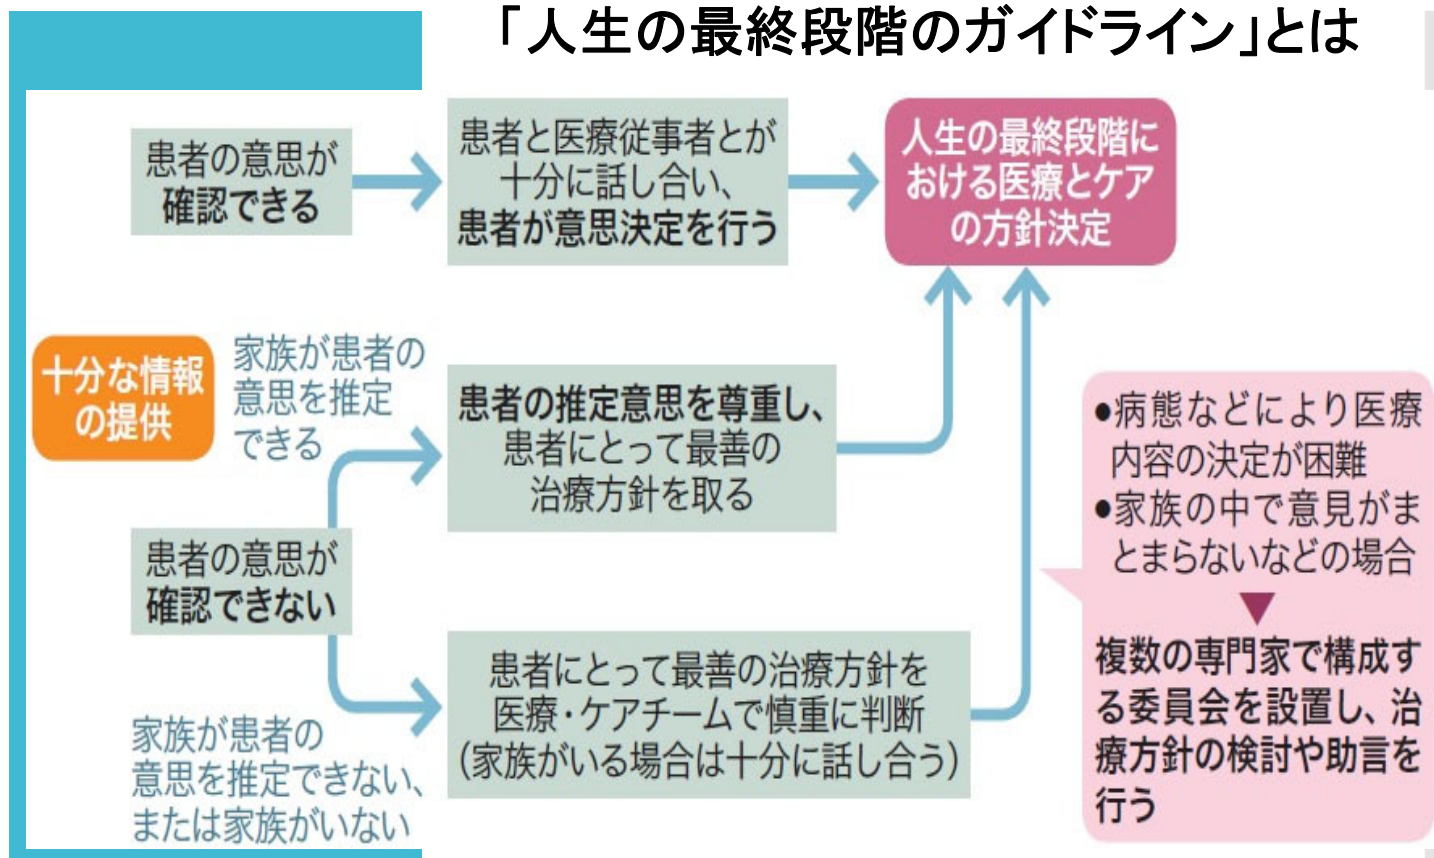 「人生の最終段階のガイドライン」とは
患者の意思が
確認できる
患者と医療従事者とが
十分に話し合い、
患者が意思決定を行う
人生の最終段階に
おける医療とケア
の方針決定
十分な情報
の提供
家族が患者の
意思を推定
できる
患者の推定意思を尊重し、
患者にとって最善の
治療方針を取る
患者の意思が
確認できない
家族が患者の
意思を推定できない、
または家族がいない
患者にとって最善の治療方針を
医療・ケアチームで慎重に判断
(家族がいる場合は十分に話し合う)
●病態などにより医療
内容の決定が困難
●家族の中で意見がま
とまらないなどの場合
▼
複数の専門家で構成す
る委員会を設置し、治
療方針の検討や助言を
行う